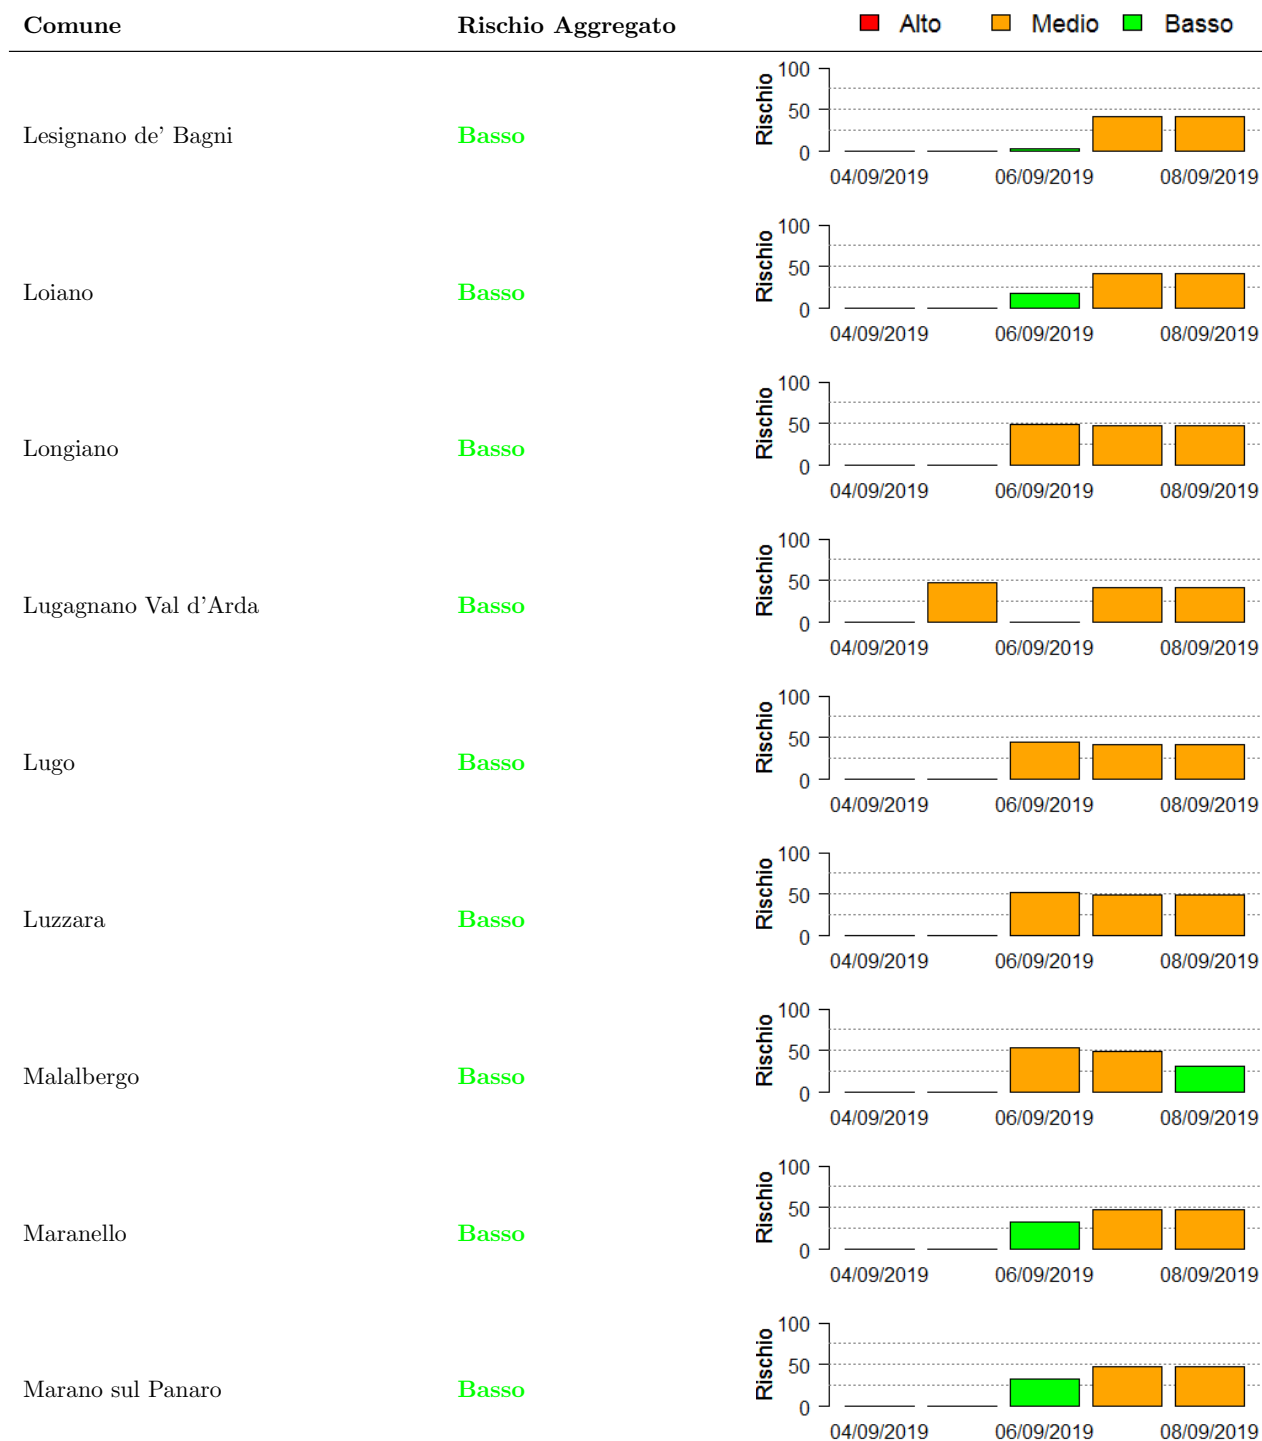 Comune Rischio Aggregato Alto Medio Basso
Lesignano de' Bagni Basso Rischio 100 50 0
04/09/2019 06/09/2019 08/09/2019
Loiano Basso Rischio 100 50 0
04/09/2019 06/09/2019 08/09/2019
Longiano Basso Rischio 100 50 0
04/09/2019 06/09/2019 08/09/2019
Lugagnano Val d'Arda Basso Rischio 100 50 0
04/09/2019 06/09/2019 08/09/2019
Lugo Basso Rischio 100 50 0
04/09/2019 06/09/2019 08/09/2019
Luzzara Basso Rischio 100 50 0
04/09/2019 06/09/2019 08/09/2019
Malalbergo Basso Rischio 100 50 0
04/09/2019 06/09/2019 08/09/2019
Maranello Basso Rischio 100 50 0
04/09/2019 06/09/2019 08/09/2019
Marano sul Panaro Basso Rischio 100 50 0
04/09/2019 06/09/2019 08/09/2019